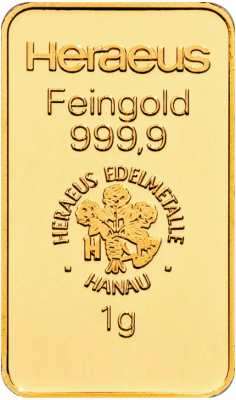 Heraeus
Feingold
999,9
HERAEUS EDELMETALLE
H
· HANAU ·
1g